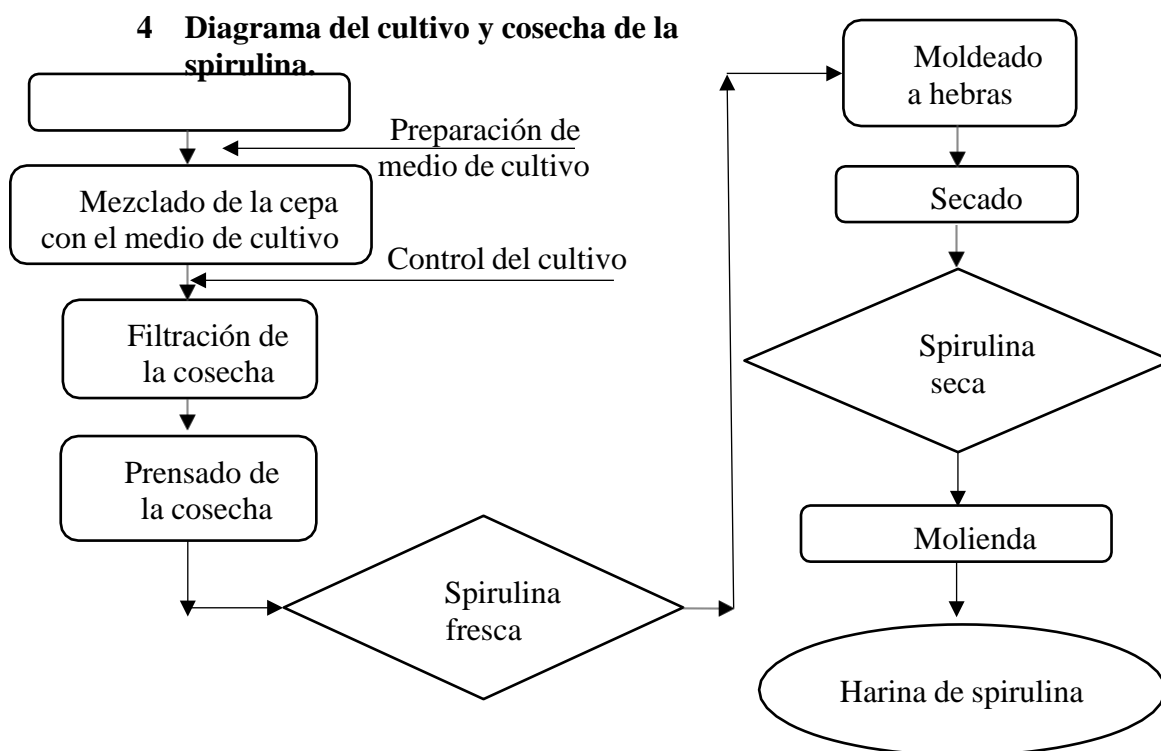 4 Diagrama del cultivo y cosecha de la
spirulina.
Preparación de
medio de cultivo
Mezclado de la cepa
con el medio de cultivo
Control del cultivo
Filtración de
la cosecha
Prensado de
la cosecha
Spirulina
fresca
Moldeado
a hebras
Secado
Spirulina
seca
Molienda
Harina de spirulina